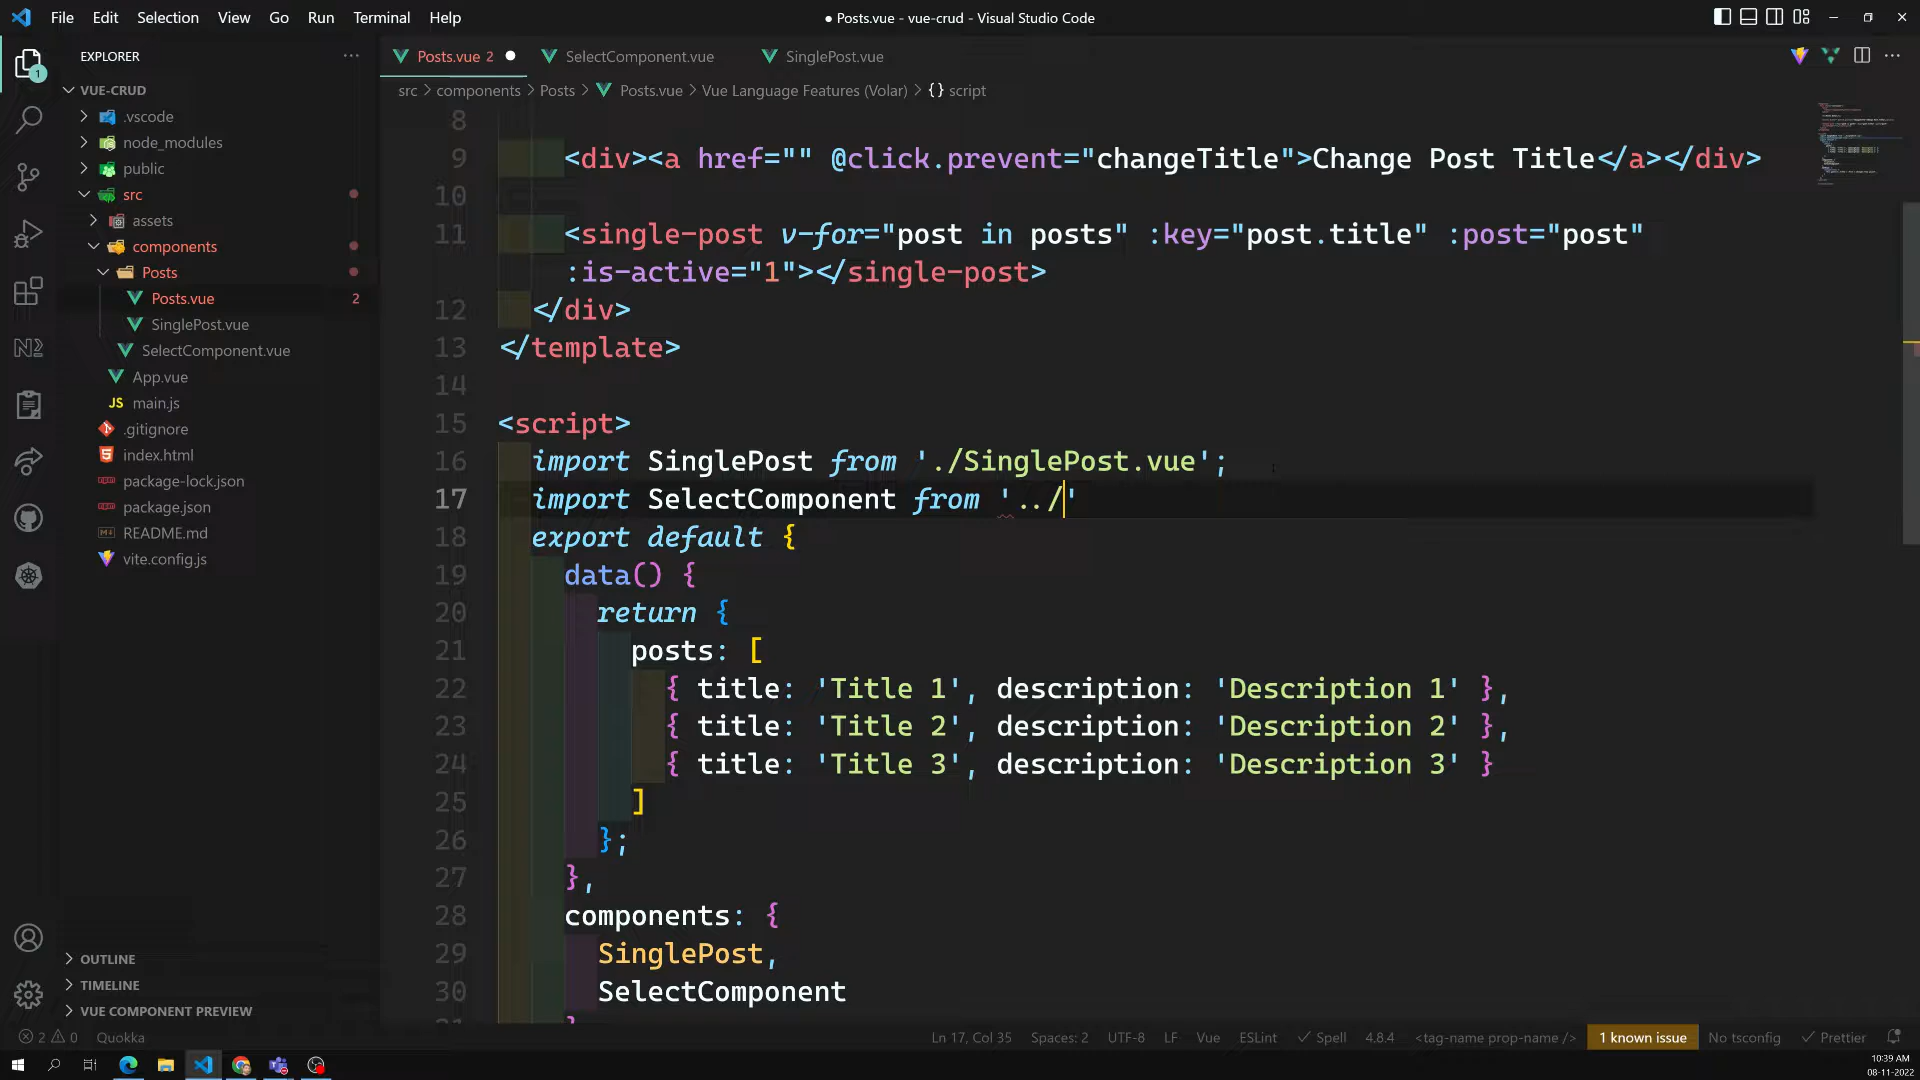 File Edit Selection View Go Run Terminal Help
● Posts.vue - vue-crud - Visual Studio Code
EXPLORER
1
VUE-CRUD
.vscode
node_modules
public
src
assets
components
Posts
Posts.vue 2
SinglePost.vue
SelectComponent.vue
App.vue
JS main.js
.gitignore
index.html
package-lock.json
package.json
README.md
vite.config.js
OUTLINE
TIMELINE
VUE COMPONENT PREVIEW
Posts.vue 2 ● SelectComponent.vue SinglePost.vue
src > components > Posts > Posts.vue > Vue Language Features (Volar) > {} script
8
9 <div><a href="" @click.prevent="changeTitle">Change Post Title</a></div>
10
11 <single-post v-for="post in posts" :key="post.title" :post="post"
:is-active="1"></single-post>
12 </div>
13 </template>
14
15 <script>
16 import SinglePost from './SinglePost.vue';
17 import SelectComponent from '../'
18 export default {
19 data() {
20 return {
21 posts: [
22 { title: 'Title 1', description: 'Description 1' },
23 { title: 'Title 2', description: 'Description 2' },
24 { title: 'Title 3', description: 'Description 3' }
25 ]
26 };
27 },
28 components: {
29 SinglePost,
30 SelectComponent
2 0 Quokka
Ln 17, Col 35 Spaces: 2 UTF-8 LF Vue ESLint Spell 4.8.4 <tag-name prop-name /> 1 known issue No tsconfig Prettier
10:39 AM
08-11-2022